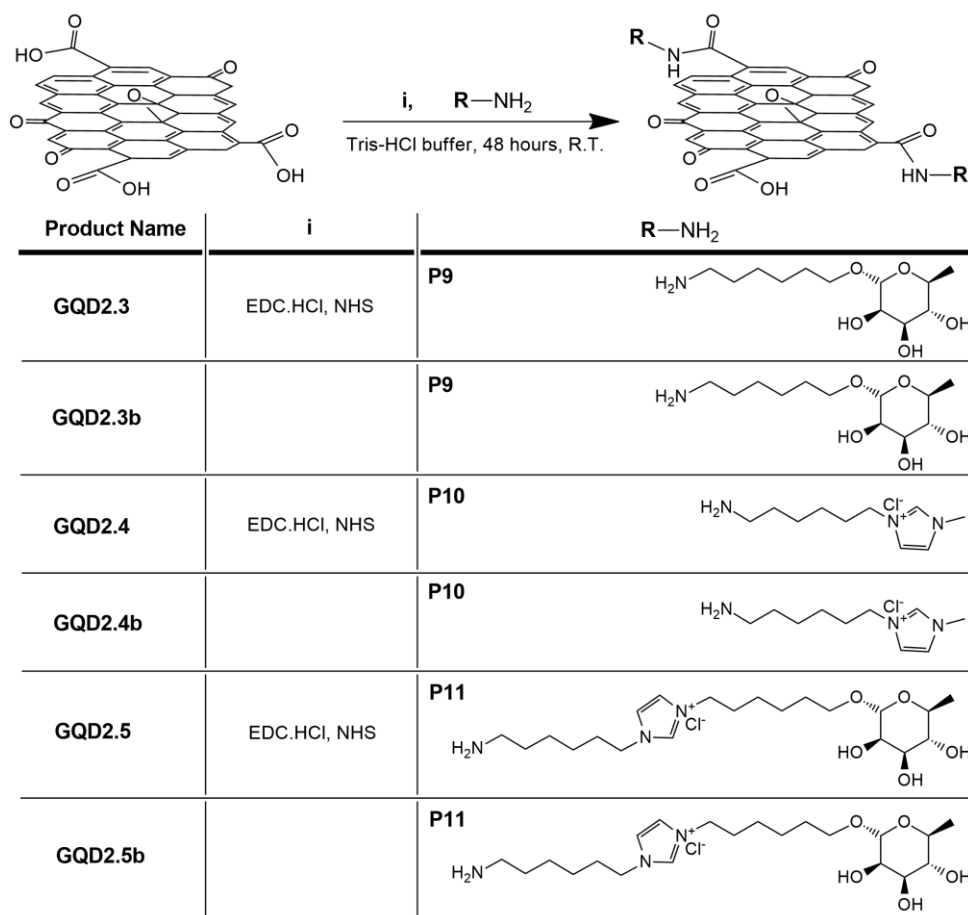 O
HO
O
O
O
O
O
OH
O
OH
i, R—NH2
Tris-HCl buffer, 48 hours, R.T.
R
N
H
O
O
O
O
O
O
O
OH
HN
R
Product Name
i
R—NH2
GQD2.3
EDC.HCl, NHS
P9
H2N
O
O
HO
OH
OH
GQD2.3b
P9
H2N
O
O
HO
OH
OH
GQD2.4
EDC.HCl, NHS
P10
H2N
Cl-
N+
N
GQD2.4b
P10
H2N
Cl-
N+
N
GQD2.5
EDC.HCl, NHS
P11
H2N
N
N+
Cl-
O
O
HO
OH
OH
GQD2.5b
P11
H2N
N
N+
Cl-
O
O
HO
OH
OH